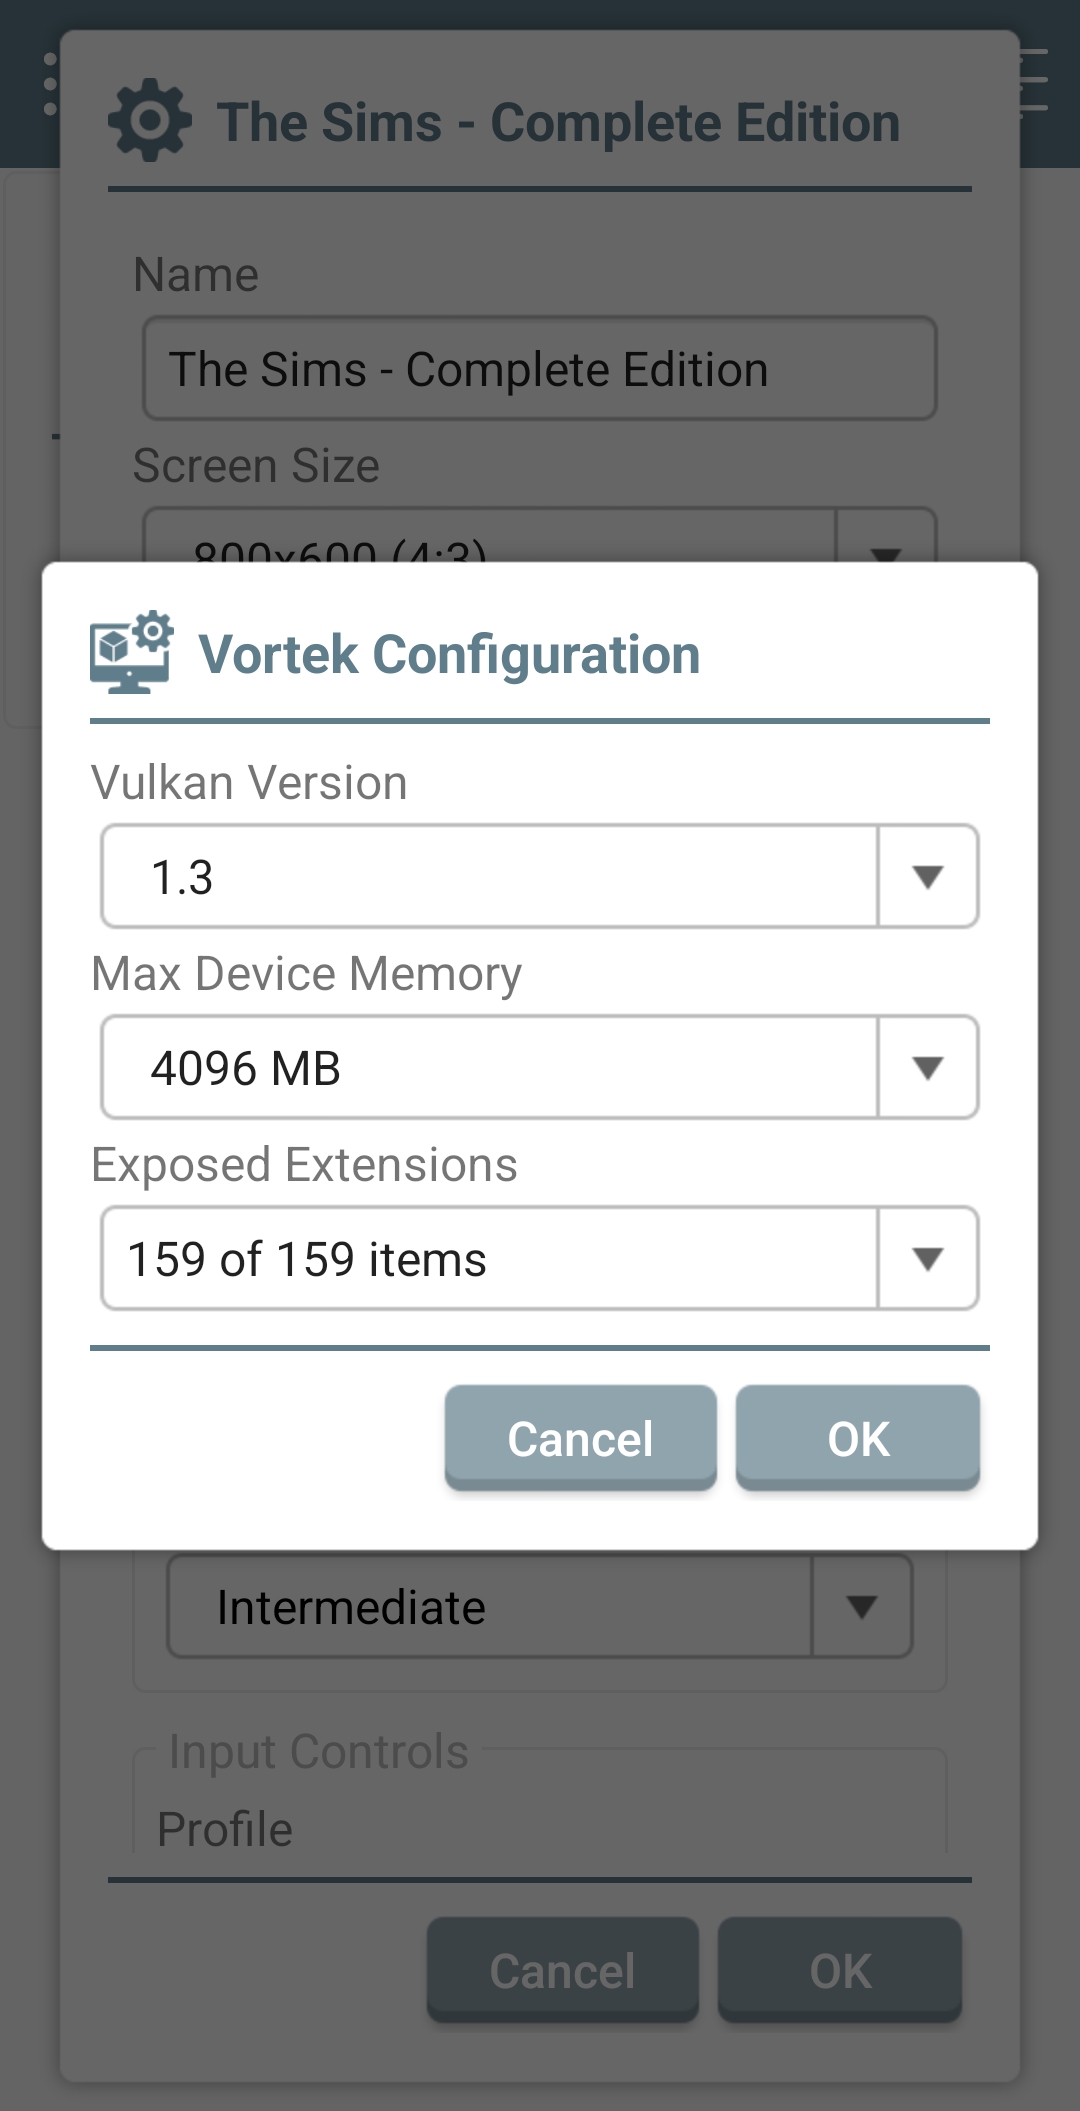 The Sims - Complete Edition
Name
The Sims - Complete Edition
Screen Size
800x600 (4:3)
Vortek Configuration
Vulkan Version
1.3
Max Device Memory
4096 MB
Exposed Extensions
159 of 159 items
Cancel OK
Intermediate
Input Controls
Profile
Cancel OK